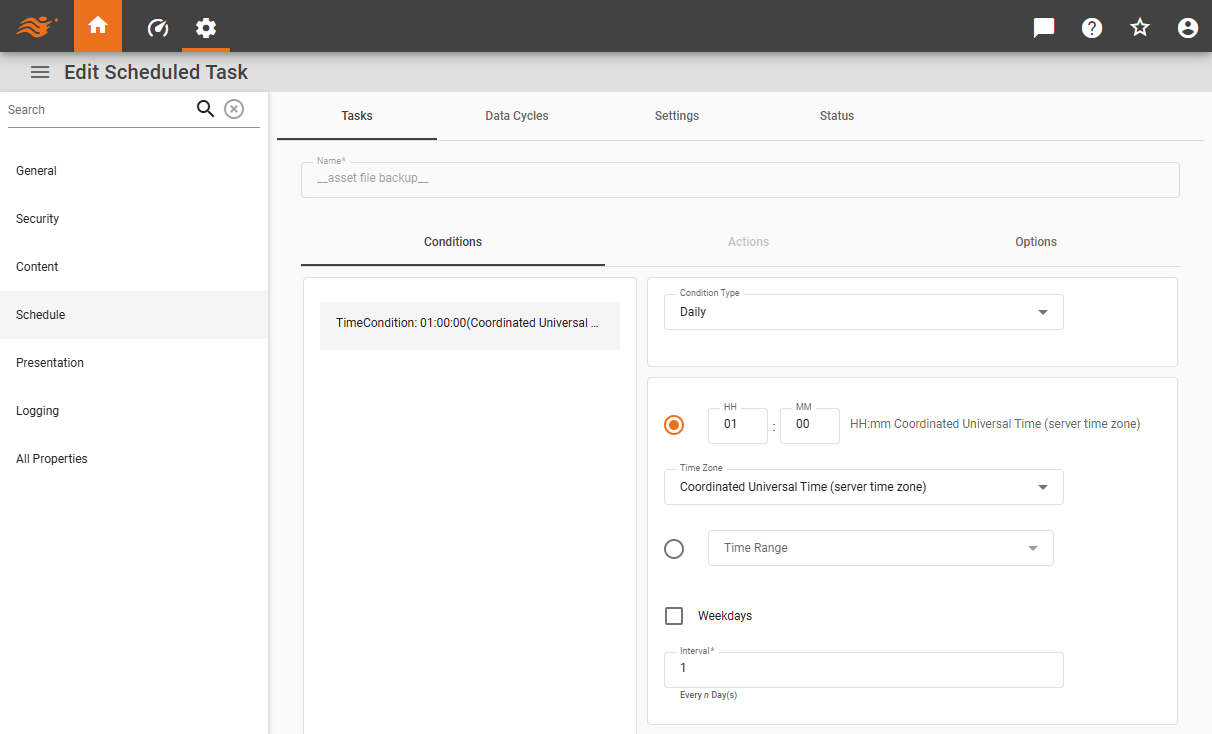 Edit Scheduled Task
Search
General
Security
Content
Schedule
Presentation
Logging
All Properties
Tasks Data Cycles Settings Status
Name*
__asset file backup__
Conditions Actions Options
TimeCondition: 01:00:00(Coordinated Universal ...
Condition Type
Daily
HH MM
01 : 00 HH:mm Coordinated Universal Time (server time zone)
Time Zone
Coordinated Universal Time (server time zone)
Time Range
Weekdays
Interval*
1
Every n Day(s)